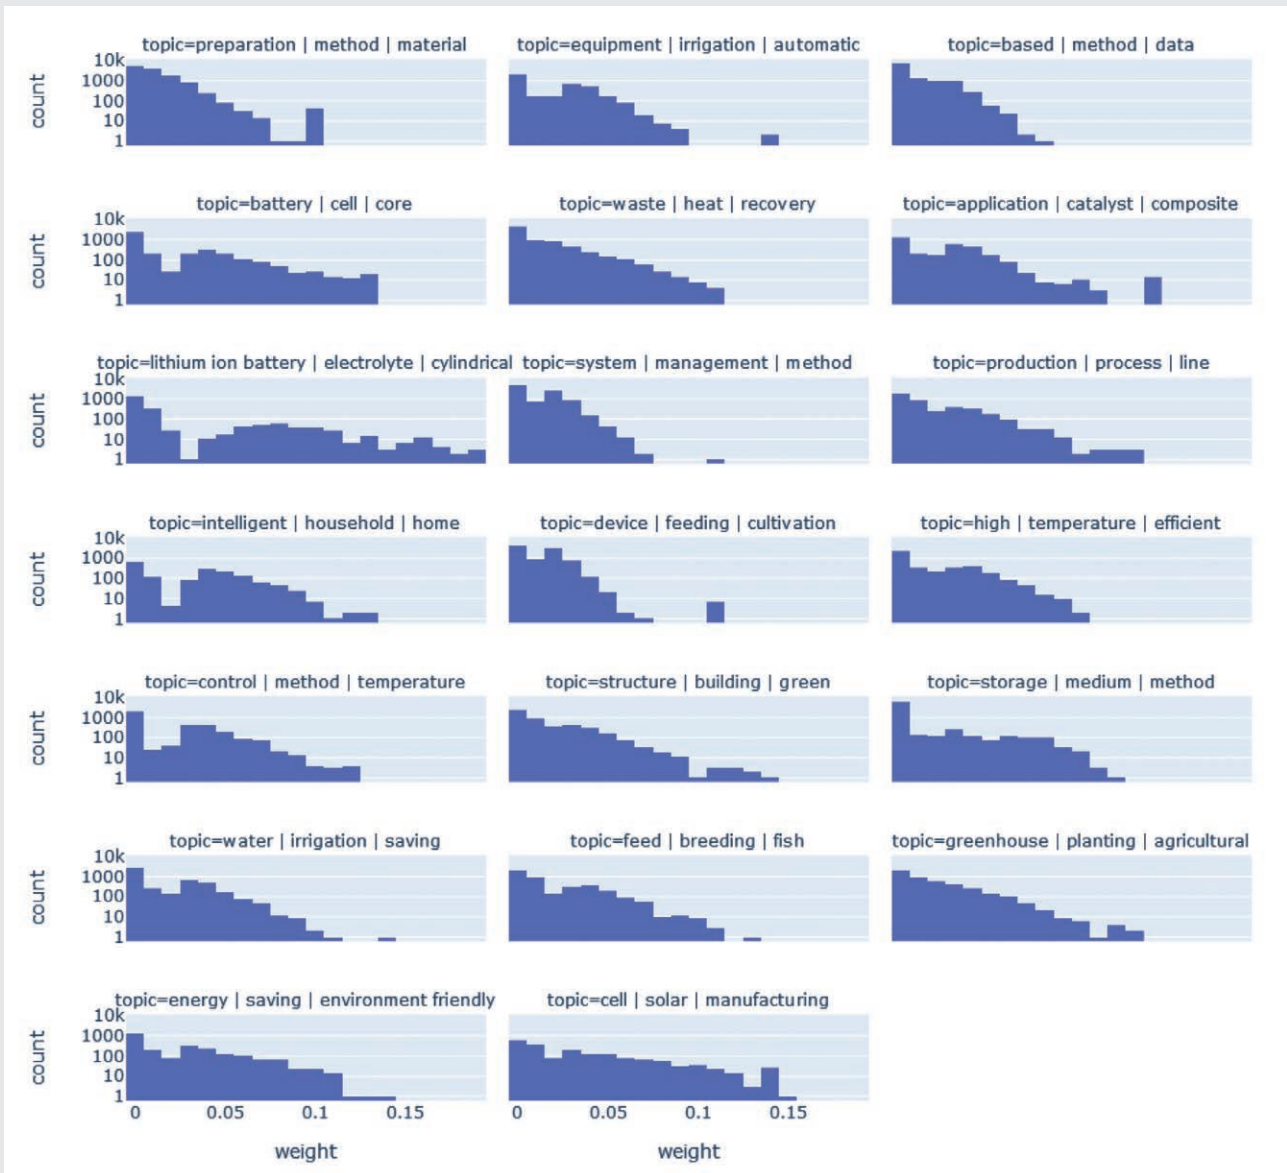 topic=preparation | method | material topic=equipment | irrigation | automatic topic=based | method | data
10k
1000
100
10
1
count
topic=battery | cell | core topic=waste | heat | recovery topic=application | catalyst | composite
10k
1000
100
10
1
count
topic=lithium ion battery | electrolyte | cylindrical topic=system | management | method topic=production | process | line
10k
1000
100
10
1
count
topic=intelligent | household | home topic=device | feeding | cultivation topic=high | temperature | efficient
10k
1000
100
10
1
count
topic=control | method | temperature topic=structure | building | green topic=storage | medium | method
10k
1000
100
10
1
count
topic=water | irrigation | saving topic=feed | breeding | fish topic=greenhouse | planting | agricultural
10k
1000
100
10
1
count
topic=energy | saving | environment friendly topic=cell | solar | manufacturing
10k
1000
100
10
1
count
0 0.05 0.1 0.15 0 0.05 0.1 0.15
weight weight